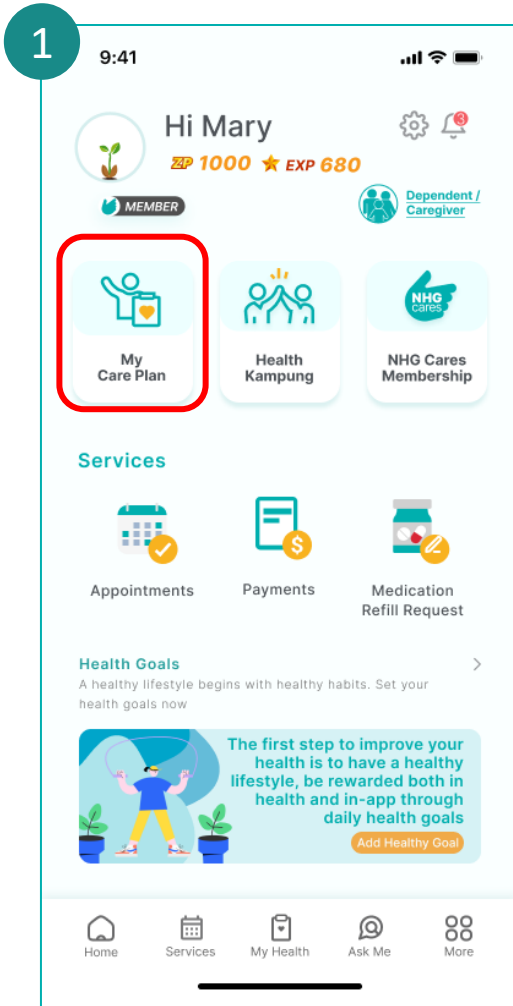 1
9:41
Hi Mary
3
ZP 1000 EXP 680
MEMBER
Dependent /
Caregiver
My
Care Plan
Health
Kampung
NHG
cares
NHG Cares
Membership
Services
Appointments
Payments
$
Medication
Refill Request
Health Goals
A healthy lifestyle begins with healthy habits. Set your
health goals now
The first step to improve your
health is to have a healthy
lifestyle, be rewarded both in
health and in-app through
daily health goals
Add Healthy Goal
Home
Services
My Health
Ask Me
More